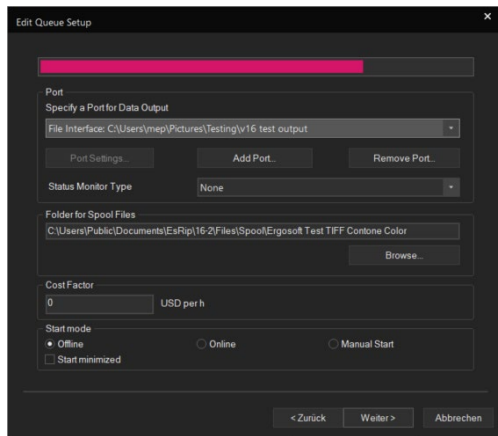 Edit Queue Setup
Port
Specify a Port for Data Output
File Interface: C:\Users\mep\Pictures\Testing\v16 test output
Port Settings... Add Port... Remove Port...
Status Monitor Type None
Folder for Spool Files
C:\Users\Public\Documents\EsRip\16-2\Files\Spool\Ergosoft Test TIFF Contone Color
Browse...
Cost Factor
0 USD per h
Start mode
Offline Online Manual Start
Start minimized
< Zurück Weiter > Abbrechen